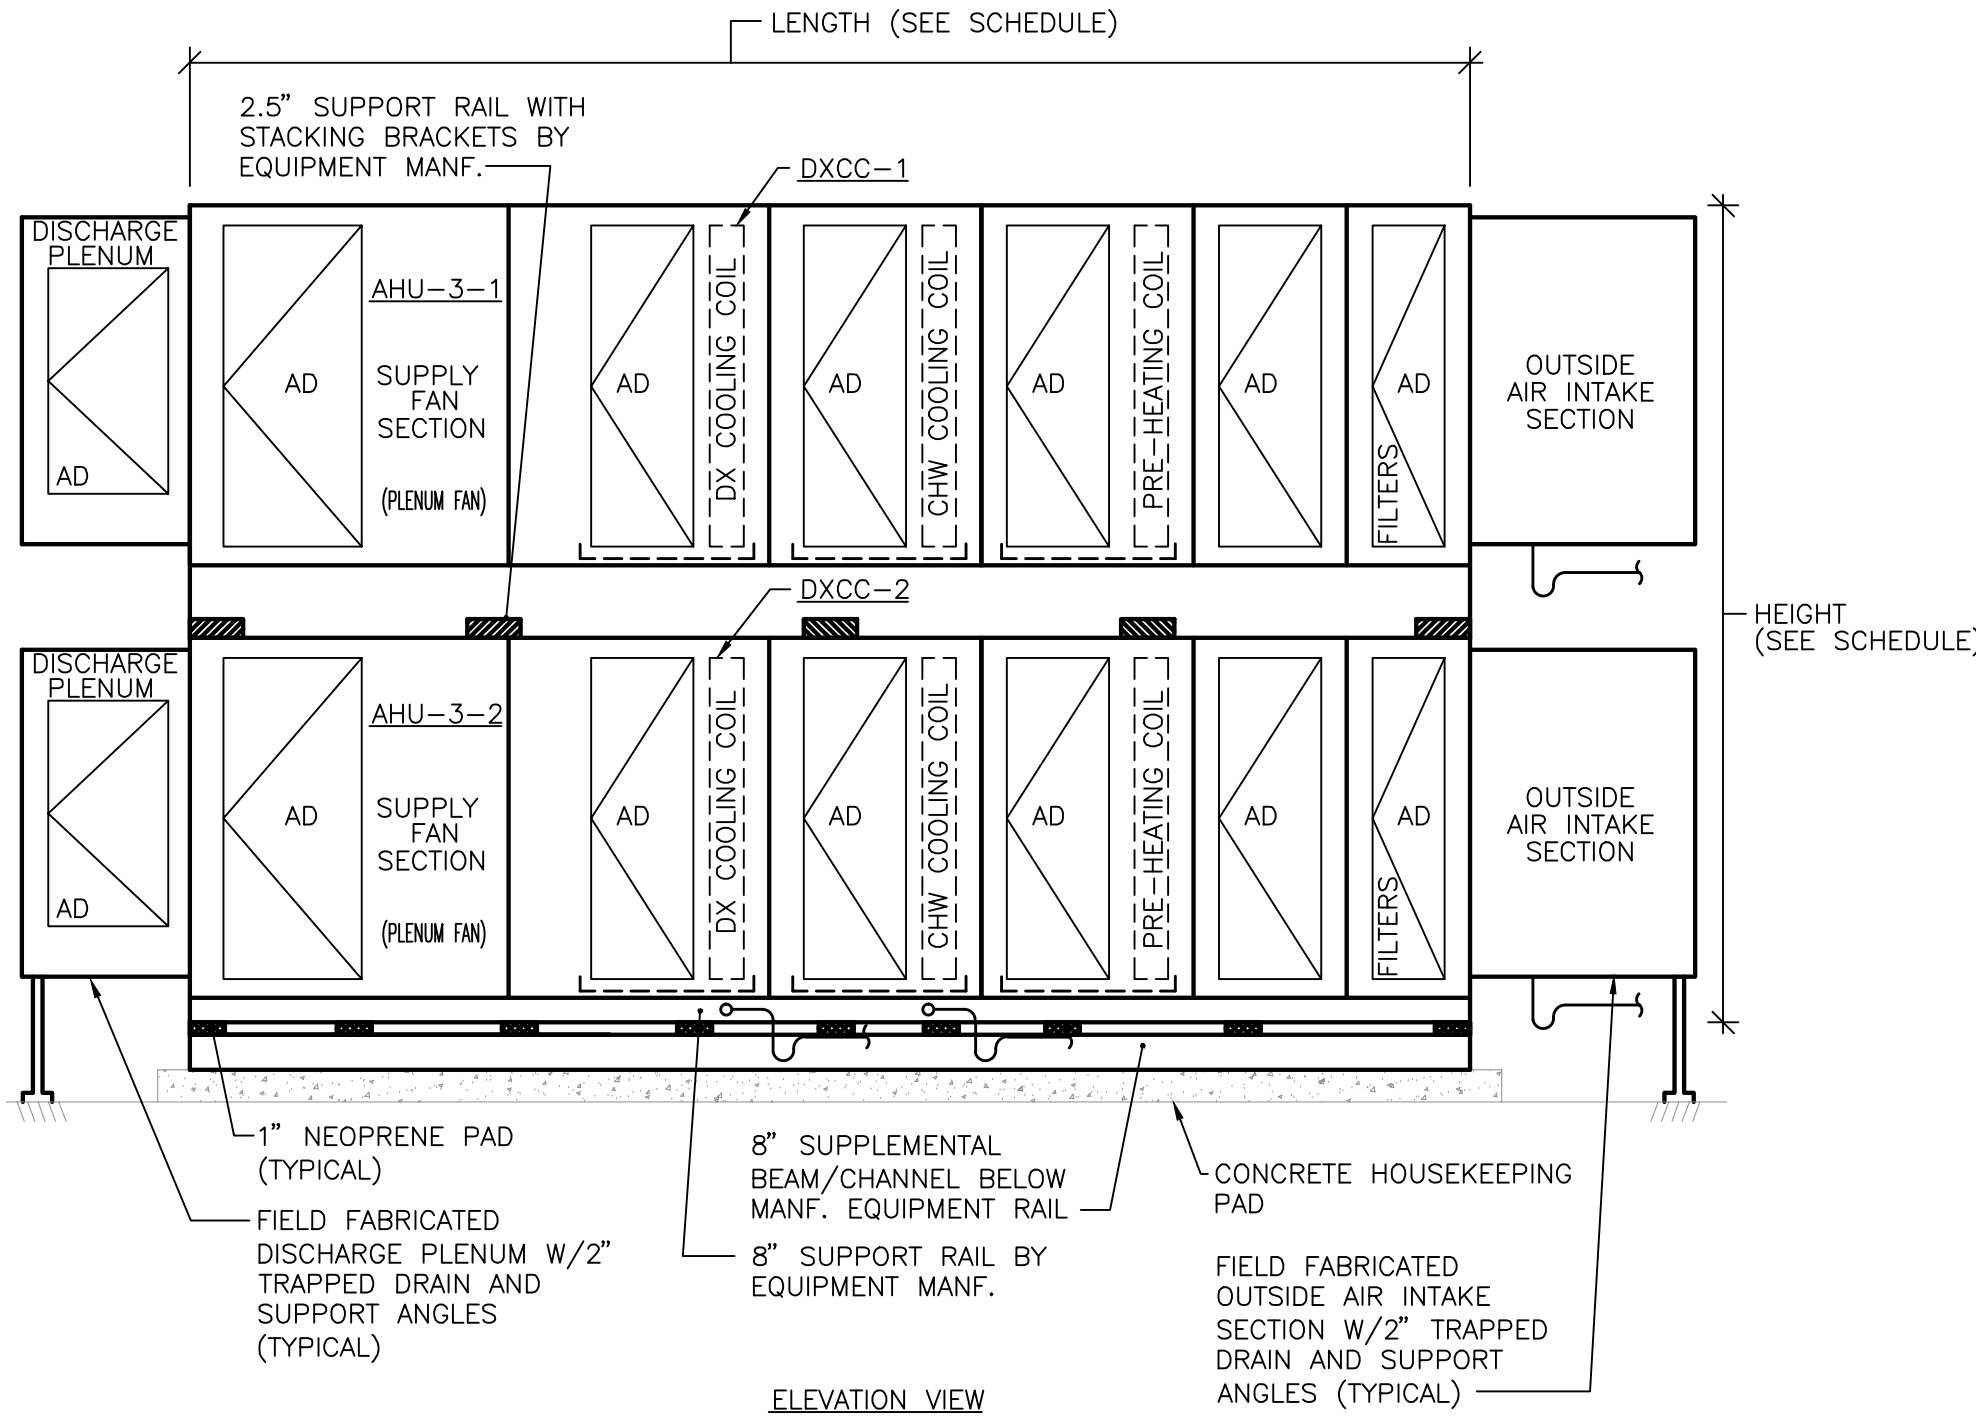 LENGTH (SEE SCHEDULE)
2.5” SUPPORT RAIL WITH
STACKING BRACKETS BY
EQUIPMENT MANF.
DXCC-1
DISCHARGE
PLENUM
AD
AHU-3-1
AD
SUPPLY
FAN
SECTION
(PLENUM FAN)
AD
DX COOLING COIL
AD
CHW COOLING COIL
AD
PRE-HEATING COIL
AD
AD
FILTERS
OUTSIDE
AIR INTAKE
SECTION
DXCC-2
HEIGHT
(SEE SCHEDULE)
DISCHARGE
PLENUM
AD
AHU-3-2
AD
SUPPLY
FAN
SECTION
(PLENUM FAN)
AD
DX COOLING COIL
AD
CHW COOLING COIL
AD
PRE-HEATING COIL
AD
AD
FILTERS
OUTSIDE
AIR INTAKE
SECTION
1” NEOPRENE PAD
(TYPICAL)
FIELD FABRICATED
DISCHARGE PLENUM W/2”
TRAPPED DRAIN AND
SUPPORT ANGLES
(TYPICAL)
8” SUPPLEMENTAL
BEAM/CHANNEL BELOW
MANF. EQUIPMENT RAIL
8” SUPPORT RAIL BY
EQUIPMENT MANF.
CONCRETE HOUSEKEEPING
PAD
FIELD FABRICATED
OUTSIDE AIR INTAKE
SECTION W/2” TRAPPED
DRAIN AND SUPPORT
ANGLES (TYPICAL)
ELEVATION VIEW